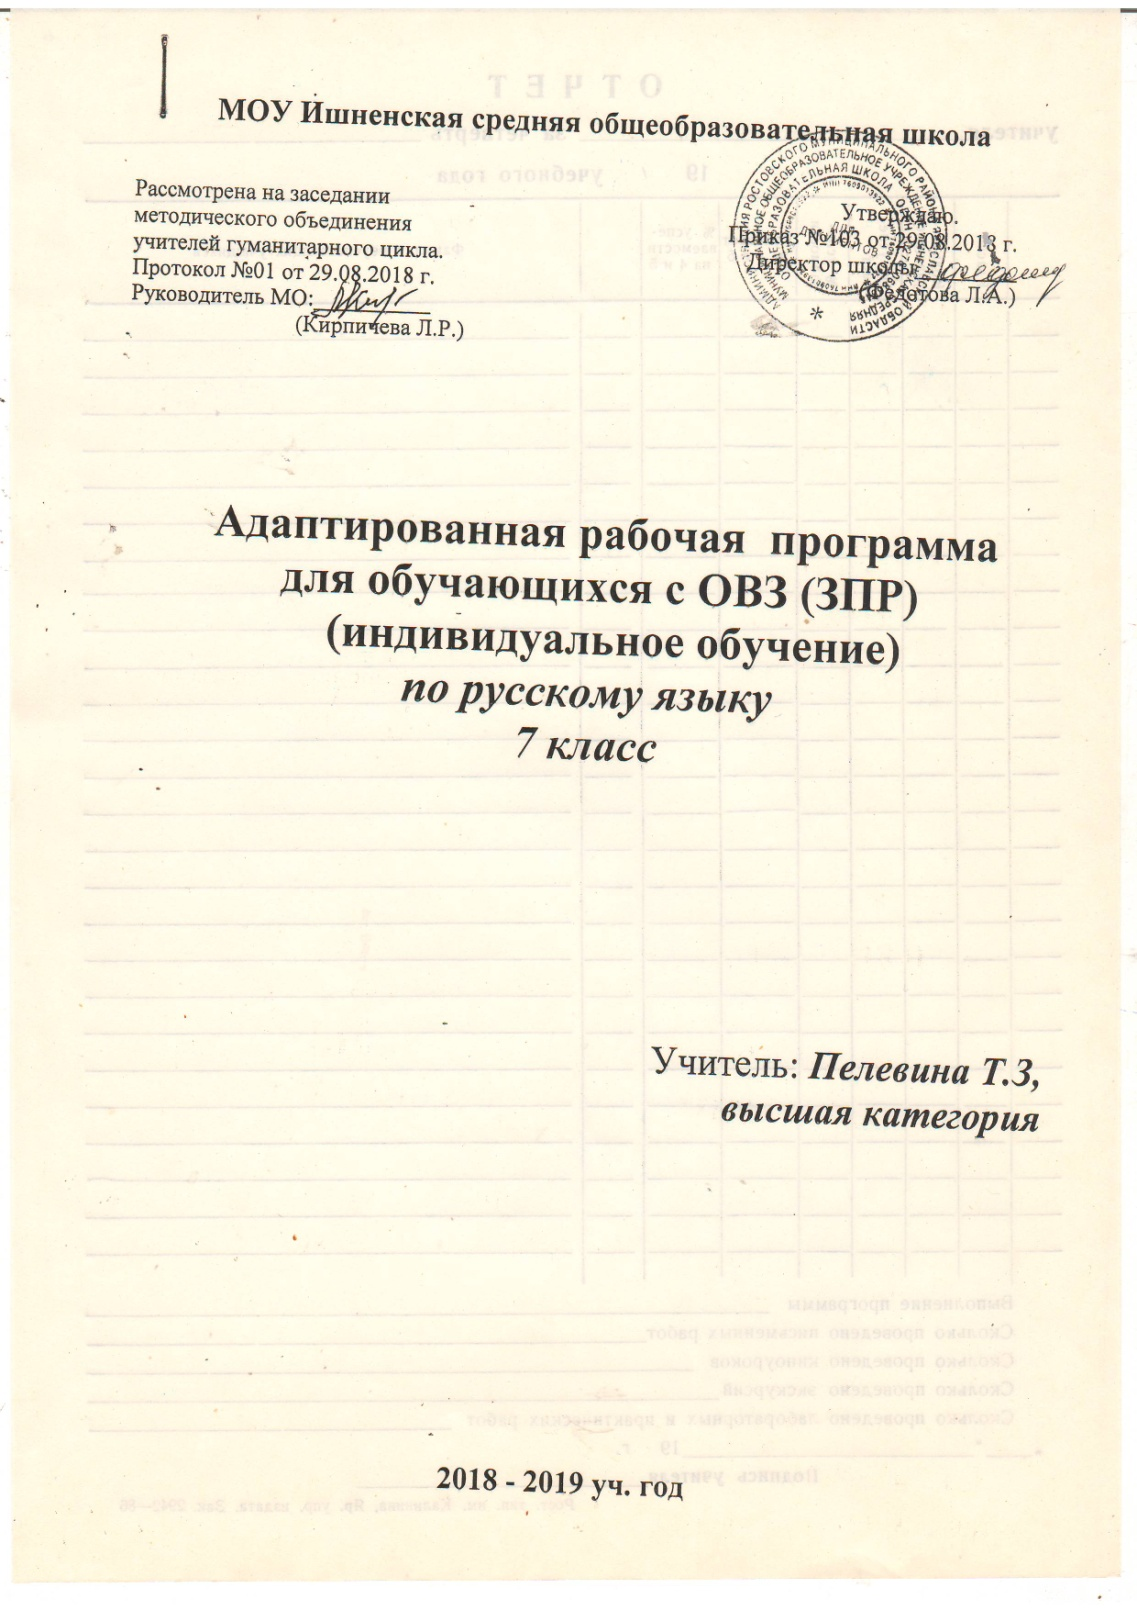 МОУ Ишненская средняя общеобразовательная школа
Рассмотрена на заседании
методического объединения
учителей гуманитарного цикла.
Протокол №01 от 29.08.2018 г.
Руководитель МО:
(Кирпичева Л.Р.)
Утверждаю.
Приказ №103 от 29.08.2018 г.
Директор школы
(Федотова Л.А.)
Адаптированная рабочая программа
для обучающихся с ОВЗ (ЗПР)
(индивидуальное обучение)
по русскому языку
7 класс
Учитель: Пелевина Т.З,
высшая категория
2018 - 2019 уч. год